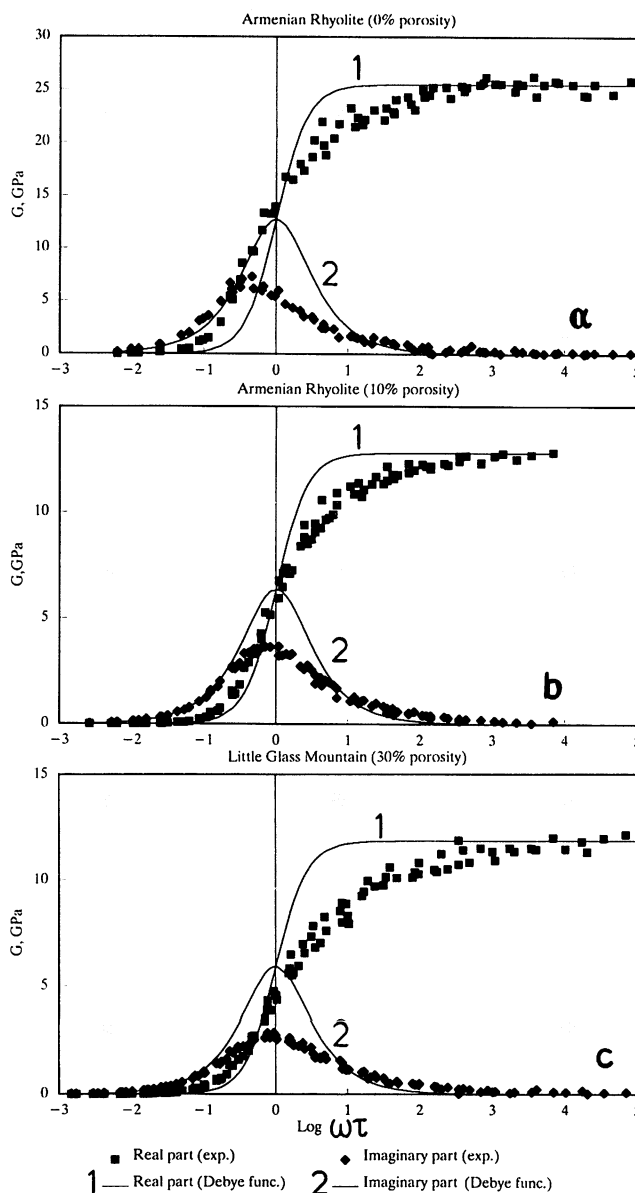 Armenian Rhyolite (0% porosity)
30
25
20
15
10
5
0
G, GPa
1
2
α
−3 −2 −1 0 1 2 3 4 5
Armenian Rhyolite (10% porosity)
15
10
5
0
G,GPa
1
2
b
−3 −2 −1 0 1 2 3 4 5
Little Glass Mountain (30% porosity)
15
10
5
0
G, GPa
1
2
c
−3 −2 −1 0 1 2 3 4 5
Log ωτ
Real part (exp.) Imaginary part (exp.)
1 Real part (Debye func.) 2 Imaginary part (Debye func.)